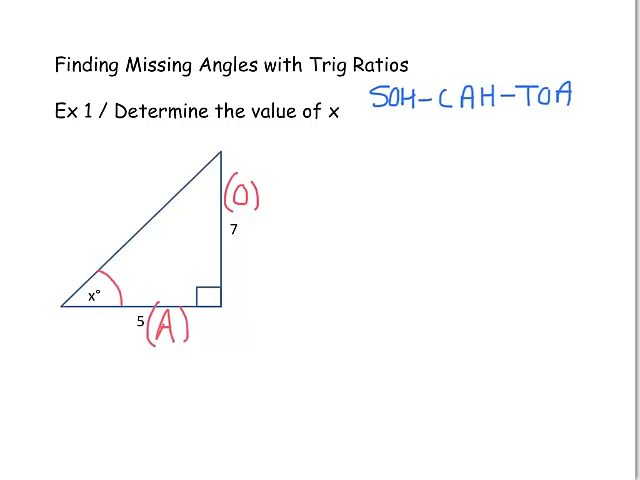 Finding Missing Angles with Trig Ratios
Ex 1 / Determine the value of x
SOH-CAH-TOA
(O)
7
x°
5 (A)